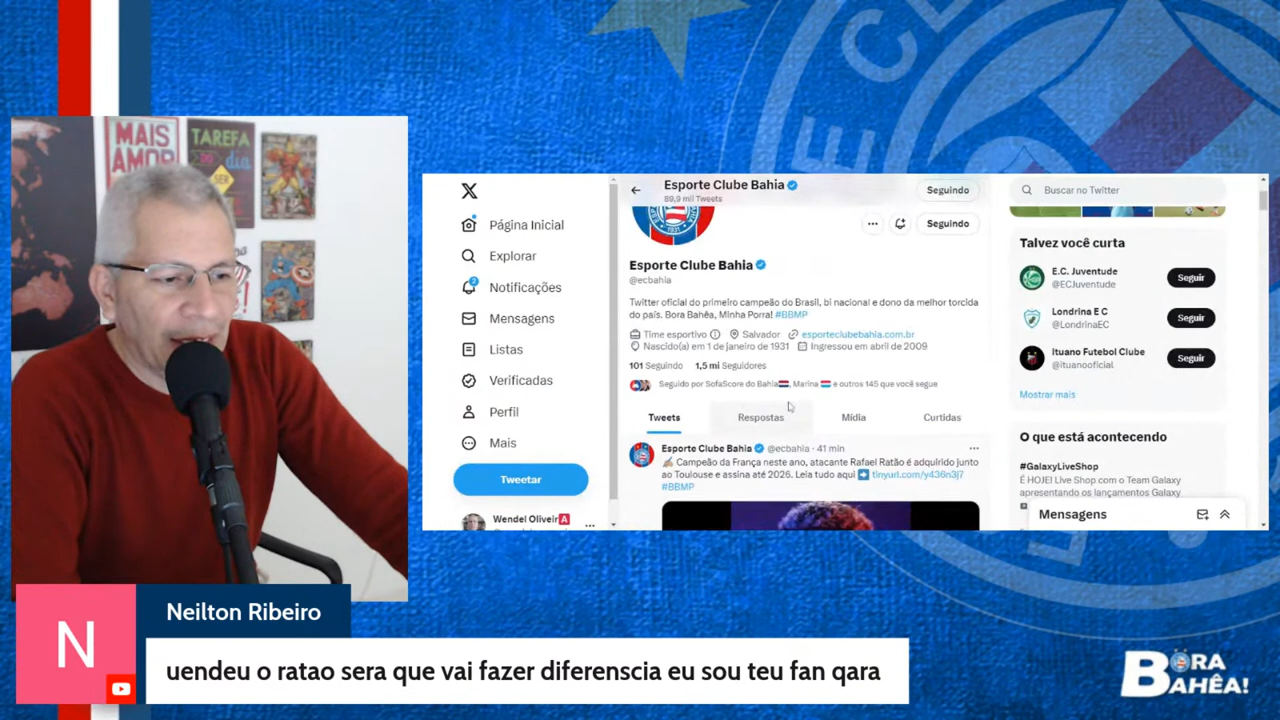 MAIS
AMOR
TAREFA
do
dia
SER
Página Inicial
Explorar
Notificações
2
Mensagens
Listas
Verificadas
Perfil
Mais
Tweetar
Wendel Oliveir A
Esporte Clube Bahia
89,9 mil Tweets
Seguindo
1931
Seguindo
Esporte Clube Bahia
@ecbahia
Twitter oficial do primeiro campeão do Brasil, bi nacional e dono da melhor torcida
do país. Bora Bahêa, Minha Porra! #BBMP
Time esportivo Salvador esporteclubebahia.com.br
Nascido(a) em 1 de janeiro de 1931 Ingressou em abril de 2009
101 Seguindo 1,5 mi Seguidores
Seguido por SofaScore do Bahia, Marina e outros 145 que você segue
Tweets Respostas Mídia Curtidas
Esporte Clube Bahia @ecbahia · 41 min
Campeão da França neste ano, atacante Rafael Ratão é adquirido junto
ao Toulouse e assina até 2026. Leia tudo aqui tinyurl.com/y436n3j7
#BBMP
Buscar no Twitter
Talvez você curta
E.C. Juventude
@ECJuventude
Seguir
Londrina E C
@LondrinaEC
Seguir
Ituano Futebol Clube
@ituanooficial
Seguir
Mostrar mais
O que está acontecendo
#GalaxyLiveShop
É HOJE! Live Shop com o Team Galaxy
apresentando os lançamentos Galaxy
Mensagens
N
Neilton Ribeiro
uendeu o ratao sera que vai fazer diferenscia eu sou teu fan qara
BORA
BAHÊA!